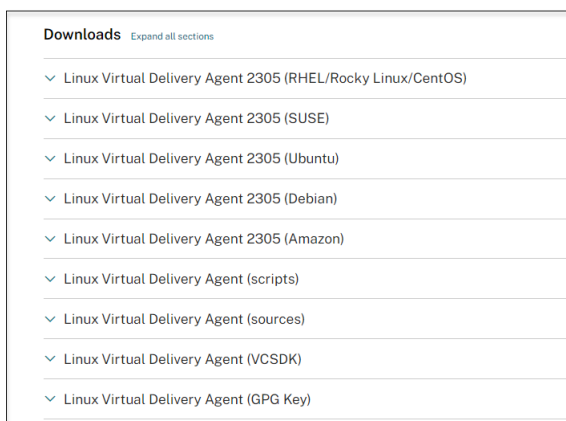 Downloads Expand all sections
Linux Virtual Delivery Agent 2305 (RHEL/Rocky Linux/CentOS)
Linux Virtual Delivery Agent 2305 (SUSE)
Linux Virtual Delivery Agent 2305 (Ubuntu)
Linux Virtual Delivery Agent 2305 (Debian)
Linux Virtual Delivery Agent 2305 (Amazon)
Linux Virtual Delivery Agent (scripts)
Linux Virtual Delivery Agent (sources)
Linux Virtual Delivery Agent (VCSDK)
Linux Virtual Delivery Agent (GPG Key)